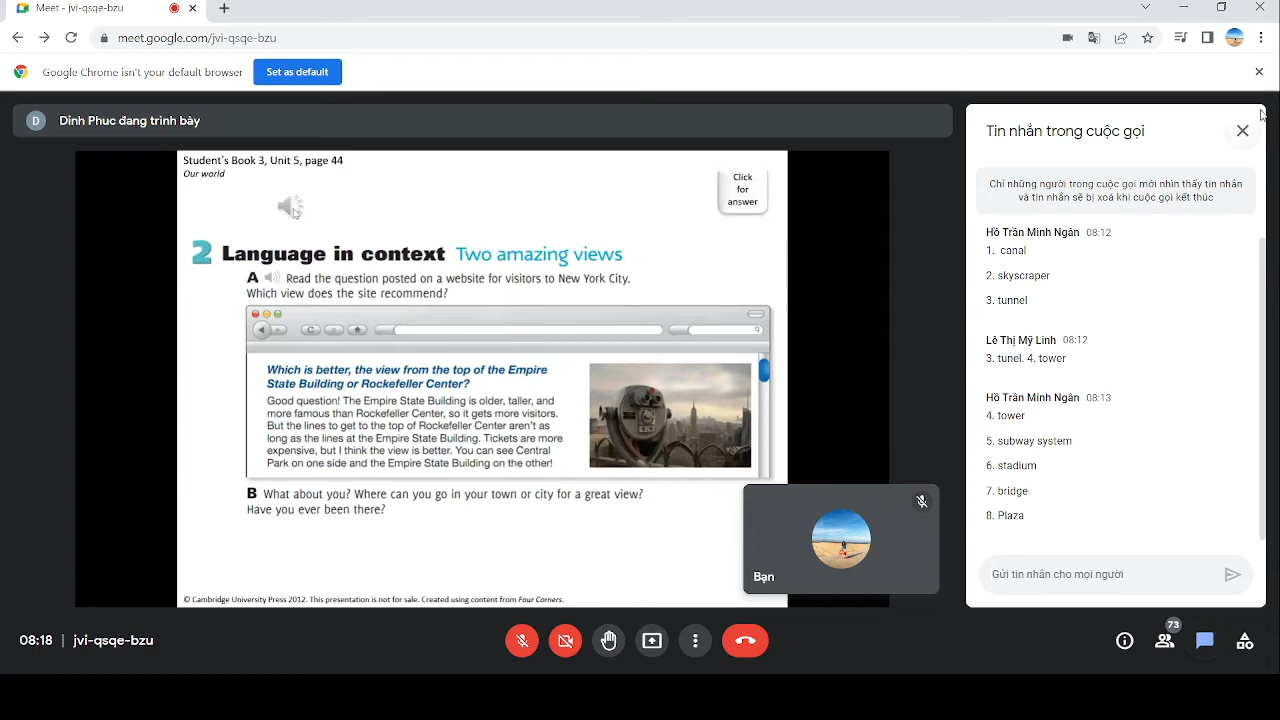 Meet - jvi-qsqe-bzu
meet.google.com/jvi-qsqe-bzu
Google Chrome isn't your default browser
Set as default
D
Dinh Phuc đang trình bày
Student's Book 3, Unit 5, page 44
Our world
Click
for
answer
2 Language in context Two amazing views
A Read the question posted on a website for visitors to New York City.
Which view does the site recommend?
Which is better, the view from the top of the Empire
State Building or Rockefeller Center?
Good question! The Empire State Building is older, taller, and
more famous than Rockefeller Center, so it gets more visitors.
But the lines to get to the top of Rockefeller Center aren't as
long as the lines at the Empire State Building. Tickets are more
expensive, but I think the view is better. You can see Central
Park on one side and the Empire State Building on the other!
B What about you? Where can you go in your town or city for a great view?
Have you ever been there?
© Cambridge University Press 2012. This presentation is not for sale. Created using content from Four Corners.
Bạn
Tin nhắn trong cuộc gọi
Chỉ những người trong cuộc gọi mới nhìn thấy tin nhắn
và tin nhắn sẽ bị xoá khi cuộc gọi kết thúc
Hồ Trần Minh Ngân 08:12
1. canal
2. skyscraper
3. tunnel
Lê Thị Mỹ Linh 08:12
3. tunel. 4. tower
Hồ Trần Minh Ngân 08:13
4. tower
5. subway system
6. stadium
7. bridge
8. Plaza
Gửi tin nhắn cho mọi người
08:18 | jvi-qsqe-bzu
73